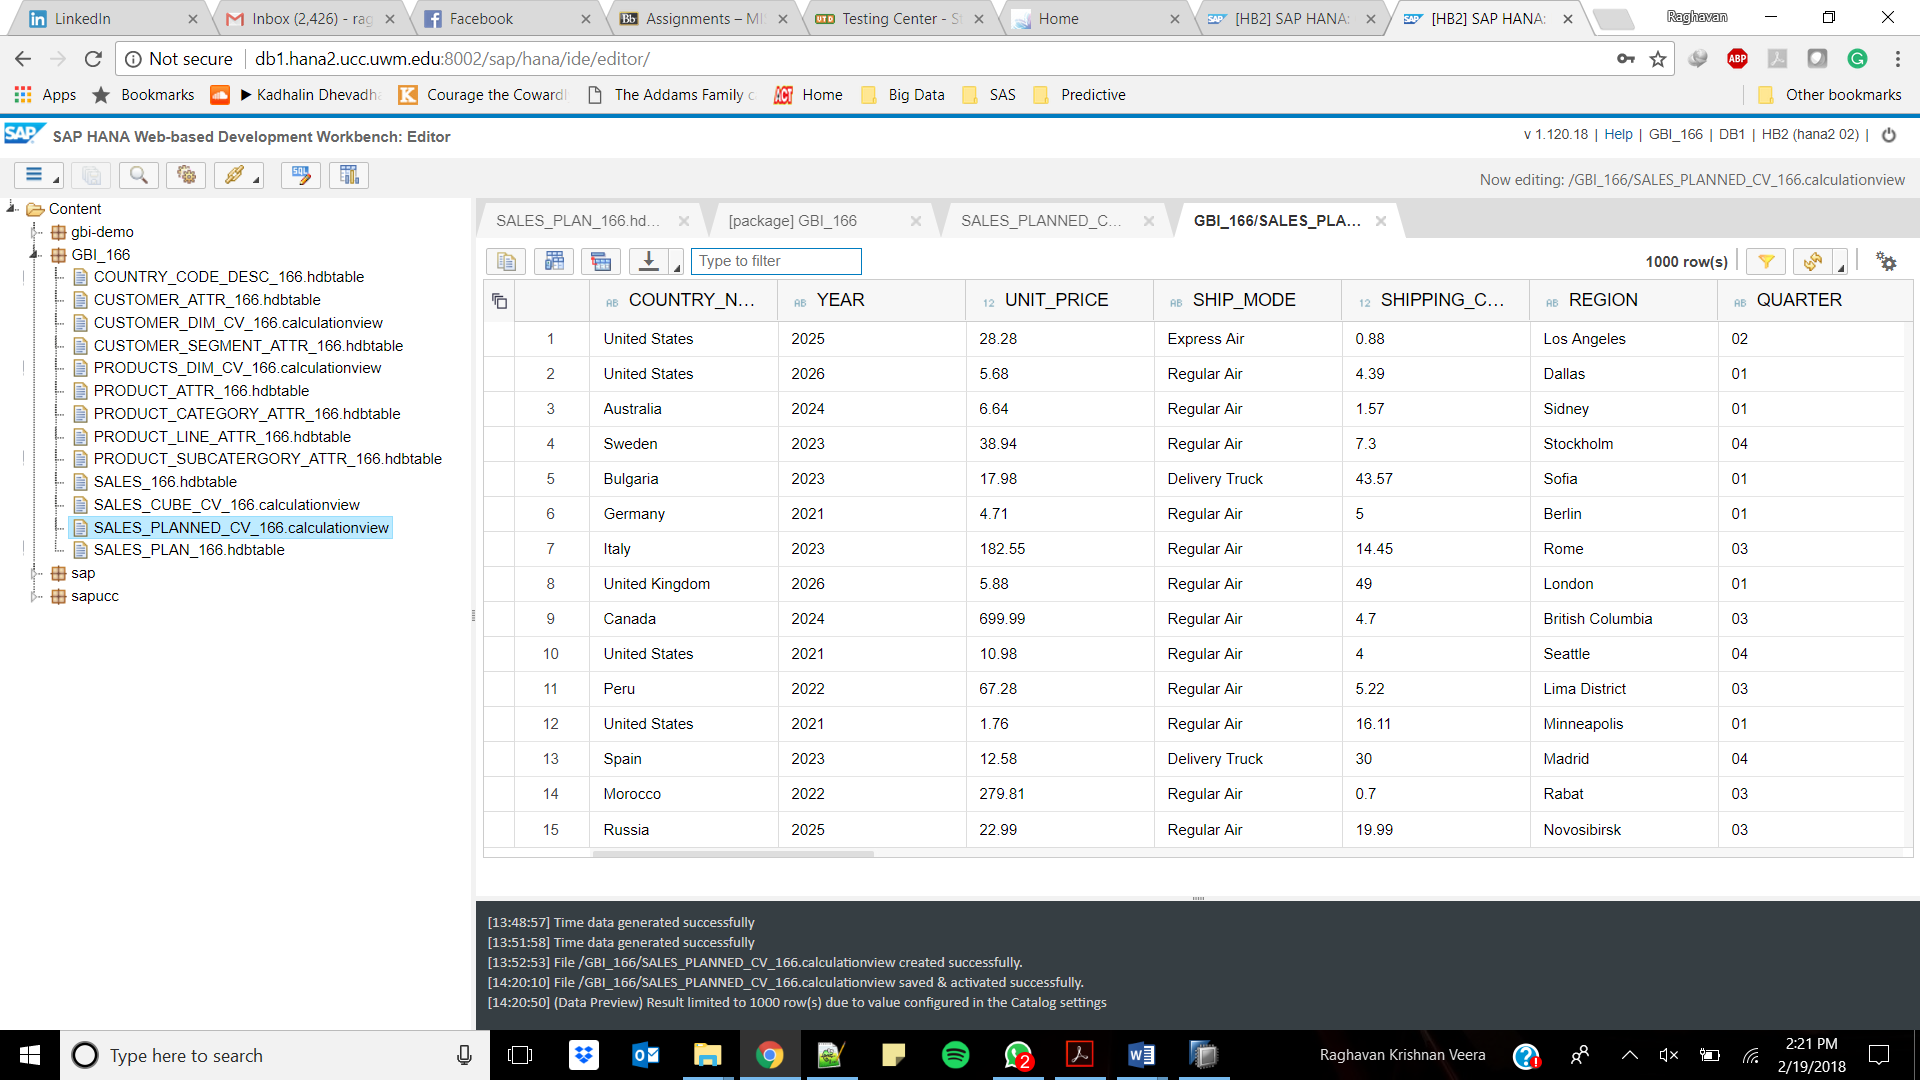 LinkedIn
Inbox (2,426) - rag
Facebook
Bb Assignments – MI
UTD Testing Center - S
Home
SAP [HB2] SAP HANA:
SAP [HB2] SAP HANA:
Raghavan
Not secure db1.hana2.ucc.uwm.edu:8002/sap/hana/ide/editor/
ABP
Apps Bookmarks ▶ Kadhalin Dhevadha Courage the Coward The Addams Family c ACT Home Big Data SAS Predictive Other bookmarks
SAP SAP HANA Web-based Development Workbench: Editor
v 1.120.18 | Help | GBI_166 | DB1 | HB2 (hana2 02) |
SQL
Now editing: /GBI_166/SALES_PLANNED_CV_166.calculationview
Content
gbi-demo
GBI_166
COUNTRY_CODE_DESC_166.hdbtable
CUSTOMER_ATTR_166.hdbtable
CUSTOMER_DIM_CV_166.calculationview
CUSTOMER_SEGMENT_ATTR_166.hdbtable
PRODUCTS_DIM_CV_166.calculationview
PRODUCT_ATTR_166.hdbtable
PRODUCT_CATEGORY_ATTR_166.hdbtable
PRODUCT_LINE_ATTR_166.hdbtable
PRODUCT_SUBCATERGORY_ATTR_166.hdbtable
SALES_166.hdbtable
SALES_CUBE_CV_166.calculationview
SALES_PLANNED_CV_166.calculationview
SALES_PLAN_166.hdbtable
sap
sapucc
SALES_PLAN_166.hd...
[package] GBI_166
SALES_PLANNED_C...
GBI_166/SALES_PLA...
Type to filter
1000 row(s)
AB COUNTRY_N... AB YEAR 12 UNIT_PRICE AB SHIP_MODE 12 SHIPPING_C... AB REGION AB QUARTER
1 United States 2025 28.28 Express Air 0.88 Los Angeles 02
2 United States 2026 5.68 Regular Air 4.39 Dallas 01
3 Australia 2024 6.64 Regular Air 1.57 Sidney 01
4 Sweden 2023 38.94 Regular Air 7.3 Stockholm 04
5 Bulgaria 2023 17.98 Delivery Truck 43.57 Sofia 01
6 Germany 2021 4.71 Regular Air 5 Berlin 01
7 Italy 2023 182.55 Regular Air 14.45 Rome 03
8 United Kingdom 2026 5.88 Regular Air 49 London 01
9 Canada 2024 699.99 Regular Air 4.7 British Columbia 03
10 United States 2021 10.98 Regular Air 4 Seattle 04
11 Peru 2022 67.28 Regular Air 5.22 Lima District 03
12 United States 2021 1.76 Regular Air 16.11 Minneapolis 01
13 Spain 2023 12.58 Delivery Truck 30 Madrid 04
14 Morocco 2022 279.81 Regular Air 0.7 Rabat 03
15 Russia 2025 22.99 Regular Air 19.99 Novosibirsk 03
[13:48:57] Time data generated successfully
[13:51:58] Time data generated successfully
[13:52:53] File /GBI_166/SALES_PLANNED_CV_166.calculationview created successfully.
[14:20:10] File /GBI_166/SALES_PLANNED_CV_166.calculationview saved & activated successfully.
[14:20:50] (Data Preview) Result limited to 1000 row(s) due to value configured in the Catalog settings
Type here to search
2
Raghavan Krishnan Veera
2:21 PM
2/19/2018